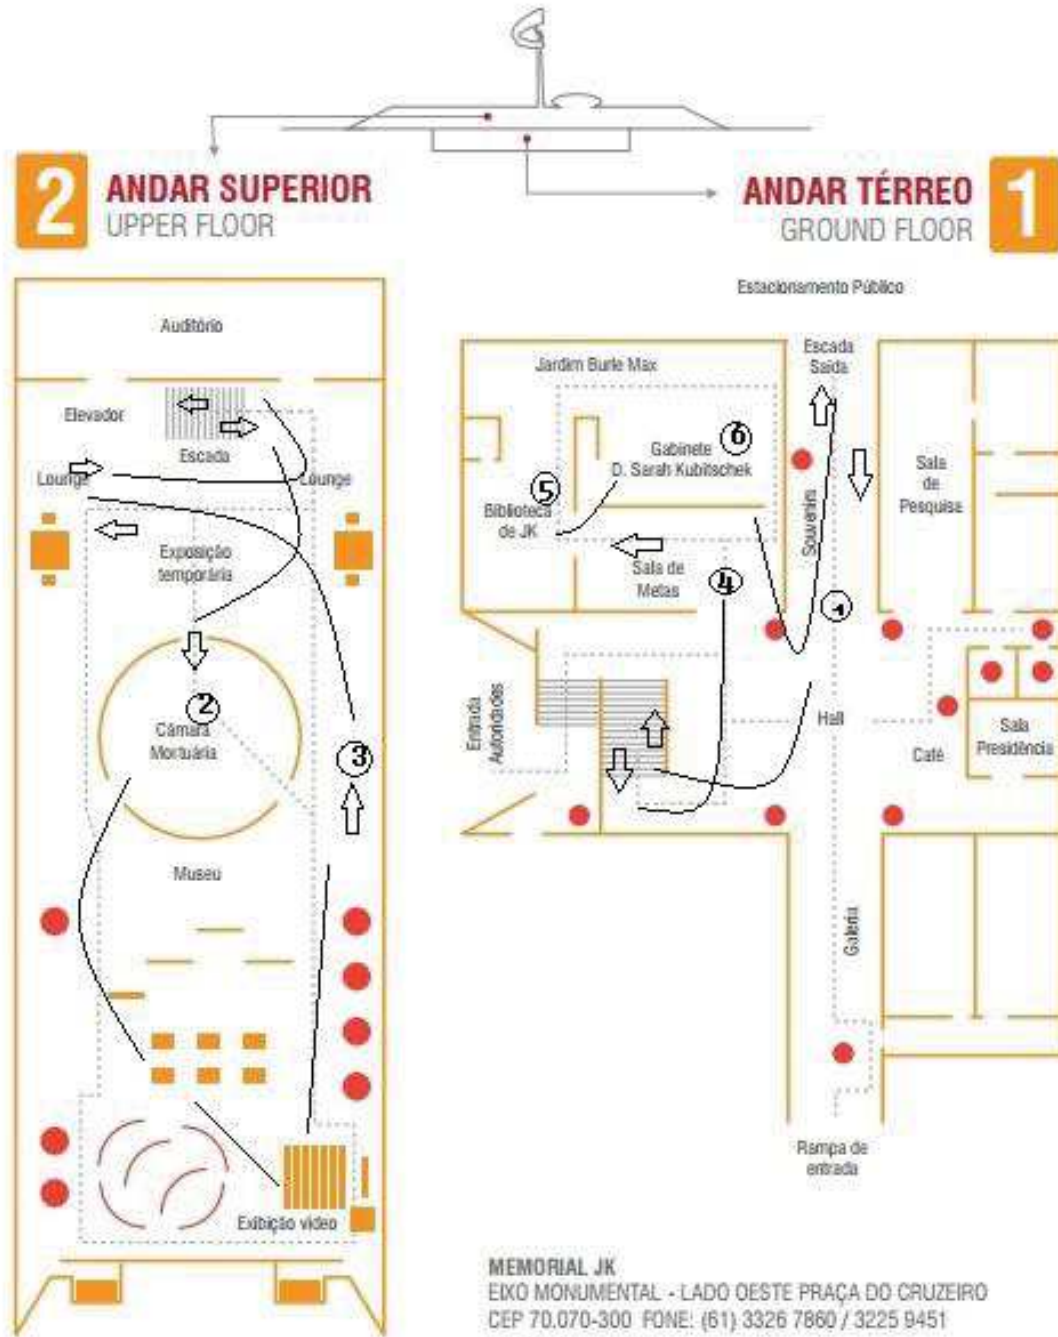 2
ANDAR SUPERIOR
UPPER FLOOR
ANDAR TÉRREO
GROUND FLOOR
1
Auditório
Elevador
Escada
Lounge
Lounge
Exposição
temporária
2
Câmara
Mortuária
3
Museu
Exibição vídeo
Estacionamento Público
Escada
Saída
Jardim Burle Max
6
Gabinete
D. Sarah Kubitschek
5
Biblioteca
de JK
Souvenirs
Sala
de
Pesquisa
Sala de
Metas
4
1
Entrada
Autoridades
Hall
Café
Sala
Presidência
Galeria
Rampa de
entrada
MEMORIAL JK
EIXO MONUMENTAL - LADO OESTE PRAÇA DO CRUZEIRO
CEP 70.070-300 FONE: (61) 3326 7860 / 3225 9451